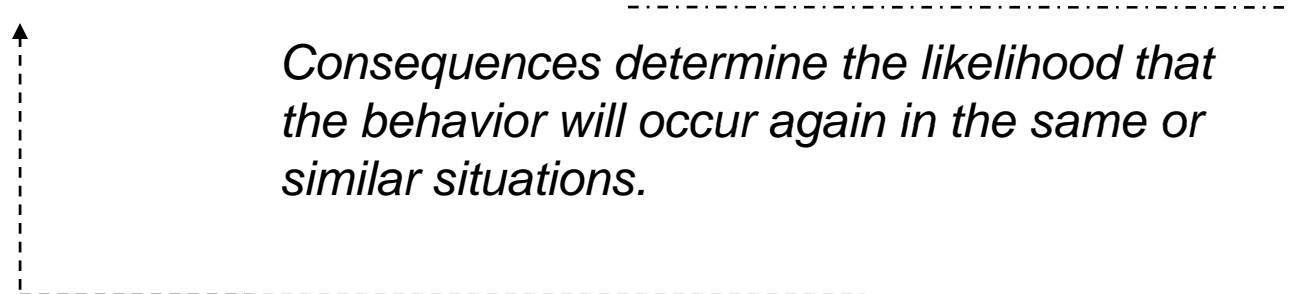 Consequences determine the likelihood that
the behavior will occur again in the same or
similar situations.